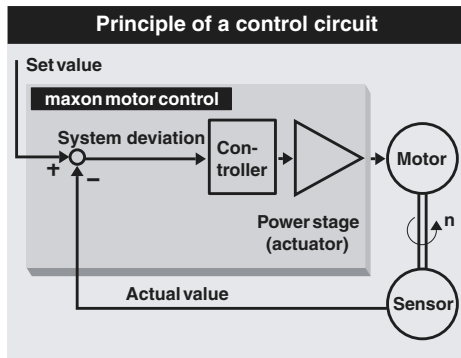 Principle of a control circuit
Set value
maxon motor control
System deviation
+
−
Con-
troller
Motor
Power stage
(actuator)
n
Actual value
Sensor